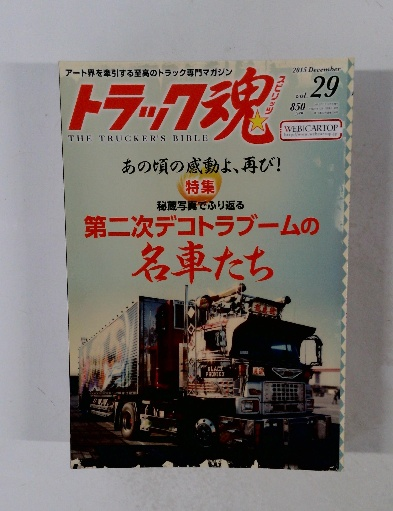 アート界を牽引する至高のトラック専門マガジン
2015 December
トラック魂
スピリッツ
vol. 29
850
THE TRUCKER'S BIBLE
WEB!CARTOP
あの頃の感動よ、再び!
特集
秘蔵写真でふり返る
第二次デコトラブームの
名車たち
BLACK